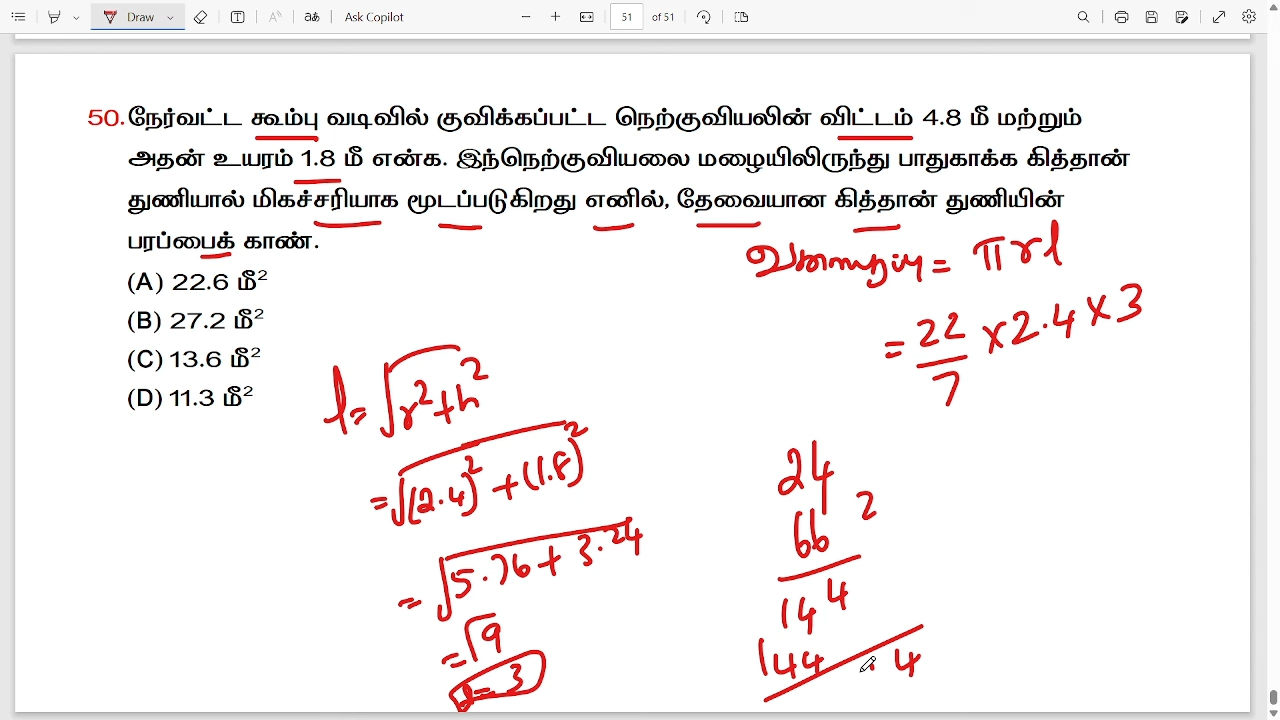 Draw
Ask Copilot
51 of 51
50. நேர்வட்ட கூம்பு வடிவில் குவிக்கப்பட்ட நெற்குவியலின் விட்டம் 4.8 மீ மற்றும்
அதன் உயரம் 1.8 மீ என்க. இந்நெற்குவியலை மழையிலிருந்து பாதுகாக்க கித்தான்
துணியால் மிகச்சரியாக மூடப்படுகிறது எனில், தேவையான கித்தான் துணியின்
பரப்பைக் காண்.
(A) 22.6 மீ²
(B) 27.2 மீ²
(C) 13.6 மீ²
(D) 11.3 மீ²
= πrl
= 22/7 × 2.4 × 3
l = √r² + h²
= √(2.4)² + (1.8)²
= √5.76 + 3.24
= √9
l = 3
24
66 2
144
144 4